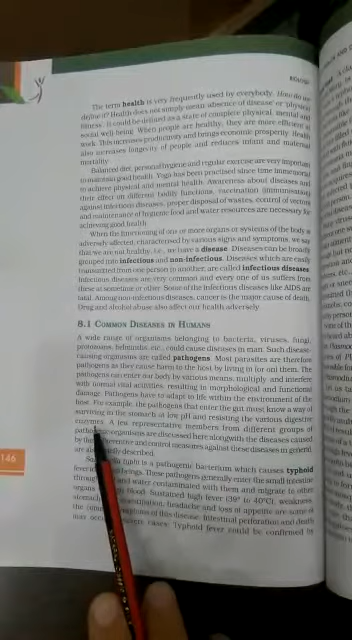 BIOLOGY
The term health is very frequently used by everybody. How do we
define it? Health does not simply mean 'absence of disease' or 'physical
fitness'. It could be defined as a state of complete physical, mental and
social well-being. When people are healthy, they are more efficient at
work. This increases productivity and brings economic prosperity. Health
also increases longevity of people and reduces infant and maternal
mortality.
Balanced diet, personal hygiene and regular exercise are very important
to maintain good health. Yoga has been practised since time immemorial
to achieve physical and mental health. Awareness about diseases and
their effect on different bodily functions, vaccination (immunisation)
against infectious diseases, proper disposal of wastes, control of vectors
and maintenance of hygienic food and water resources are necessary for
achieving good health.
When the functioning of one or more organs or systems of the body is
adversely affected, characterised by various signs and symptoms, we say
that we are not healthy, i.e., we have a disease. Diseases can be broadly
grouped into infectious and non-infectious. Diseases which are easily
transmitted from one person to another, are called infectious diseases.
Infectious diseases are very common and every one of us suffers from
these at sometime or other. Some of the infectious diseases like AIDS are
fatal. Among non-infectious diseases, cancer is the major cause of death.
Drug and alcohol abuse also affect our health adversely.
8.1 COMMON DISEASES IN HUMANS
A wide range of organisms belonging to bacteria, viruses, fungi,
protozoans, helminths, etc., could cause diseases in man. Such disease-
causing organisms are called pathogens. Most parasites are therefore
pathogens as they cause harm to the host by living in (or on) them. The
pathogens can enter our body by various means, multiply and interfere
with normal vital activities, resulting in morphological and functional
damage. Pathogens have to adapt to life within the environment of the
host. For example, the pathogens that enter the gut must know a way of
surviving in the stomach at low pH and resisting the various digestive
enzymes. A few representative members from different groups of
organisms are discussed here alongwith the diseases caused
by and control measures against these diseases in general,
are described.
typhi is a pathogenic bacterium which causes typhoid
fever beings. These pathogens generally enter the small intestine
through and water contaminated with them and migrate to other
organs blood. Sustained high fever (39° to 40°C), weakness,
stomach constipation, headache and loss of appetite are some of
the common of this disease. Intestinal perforation and death
may occur cases. Typhoid fever could be confirmed by
146